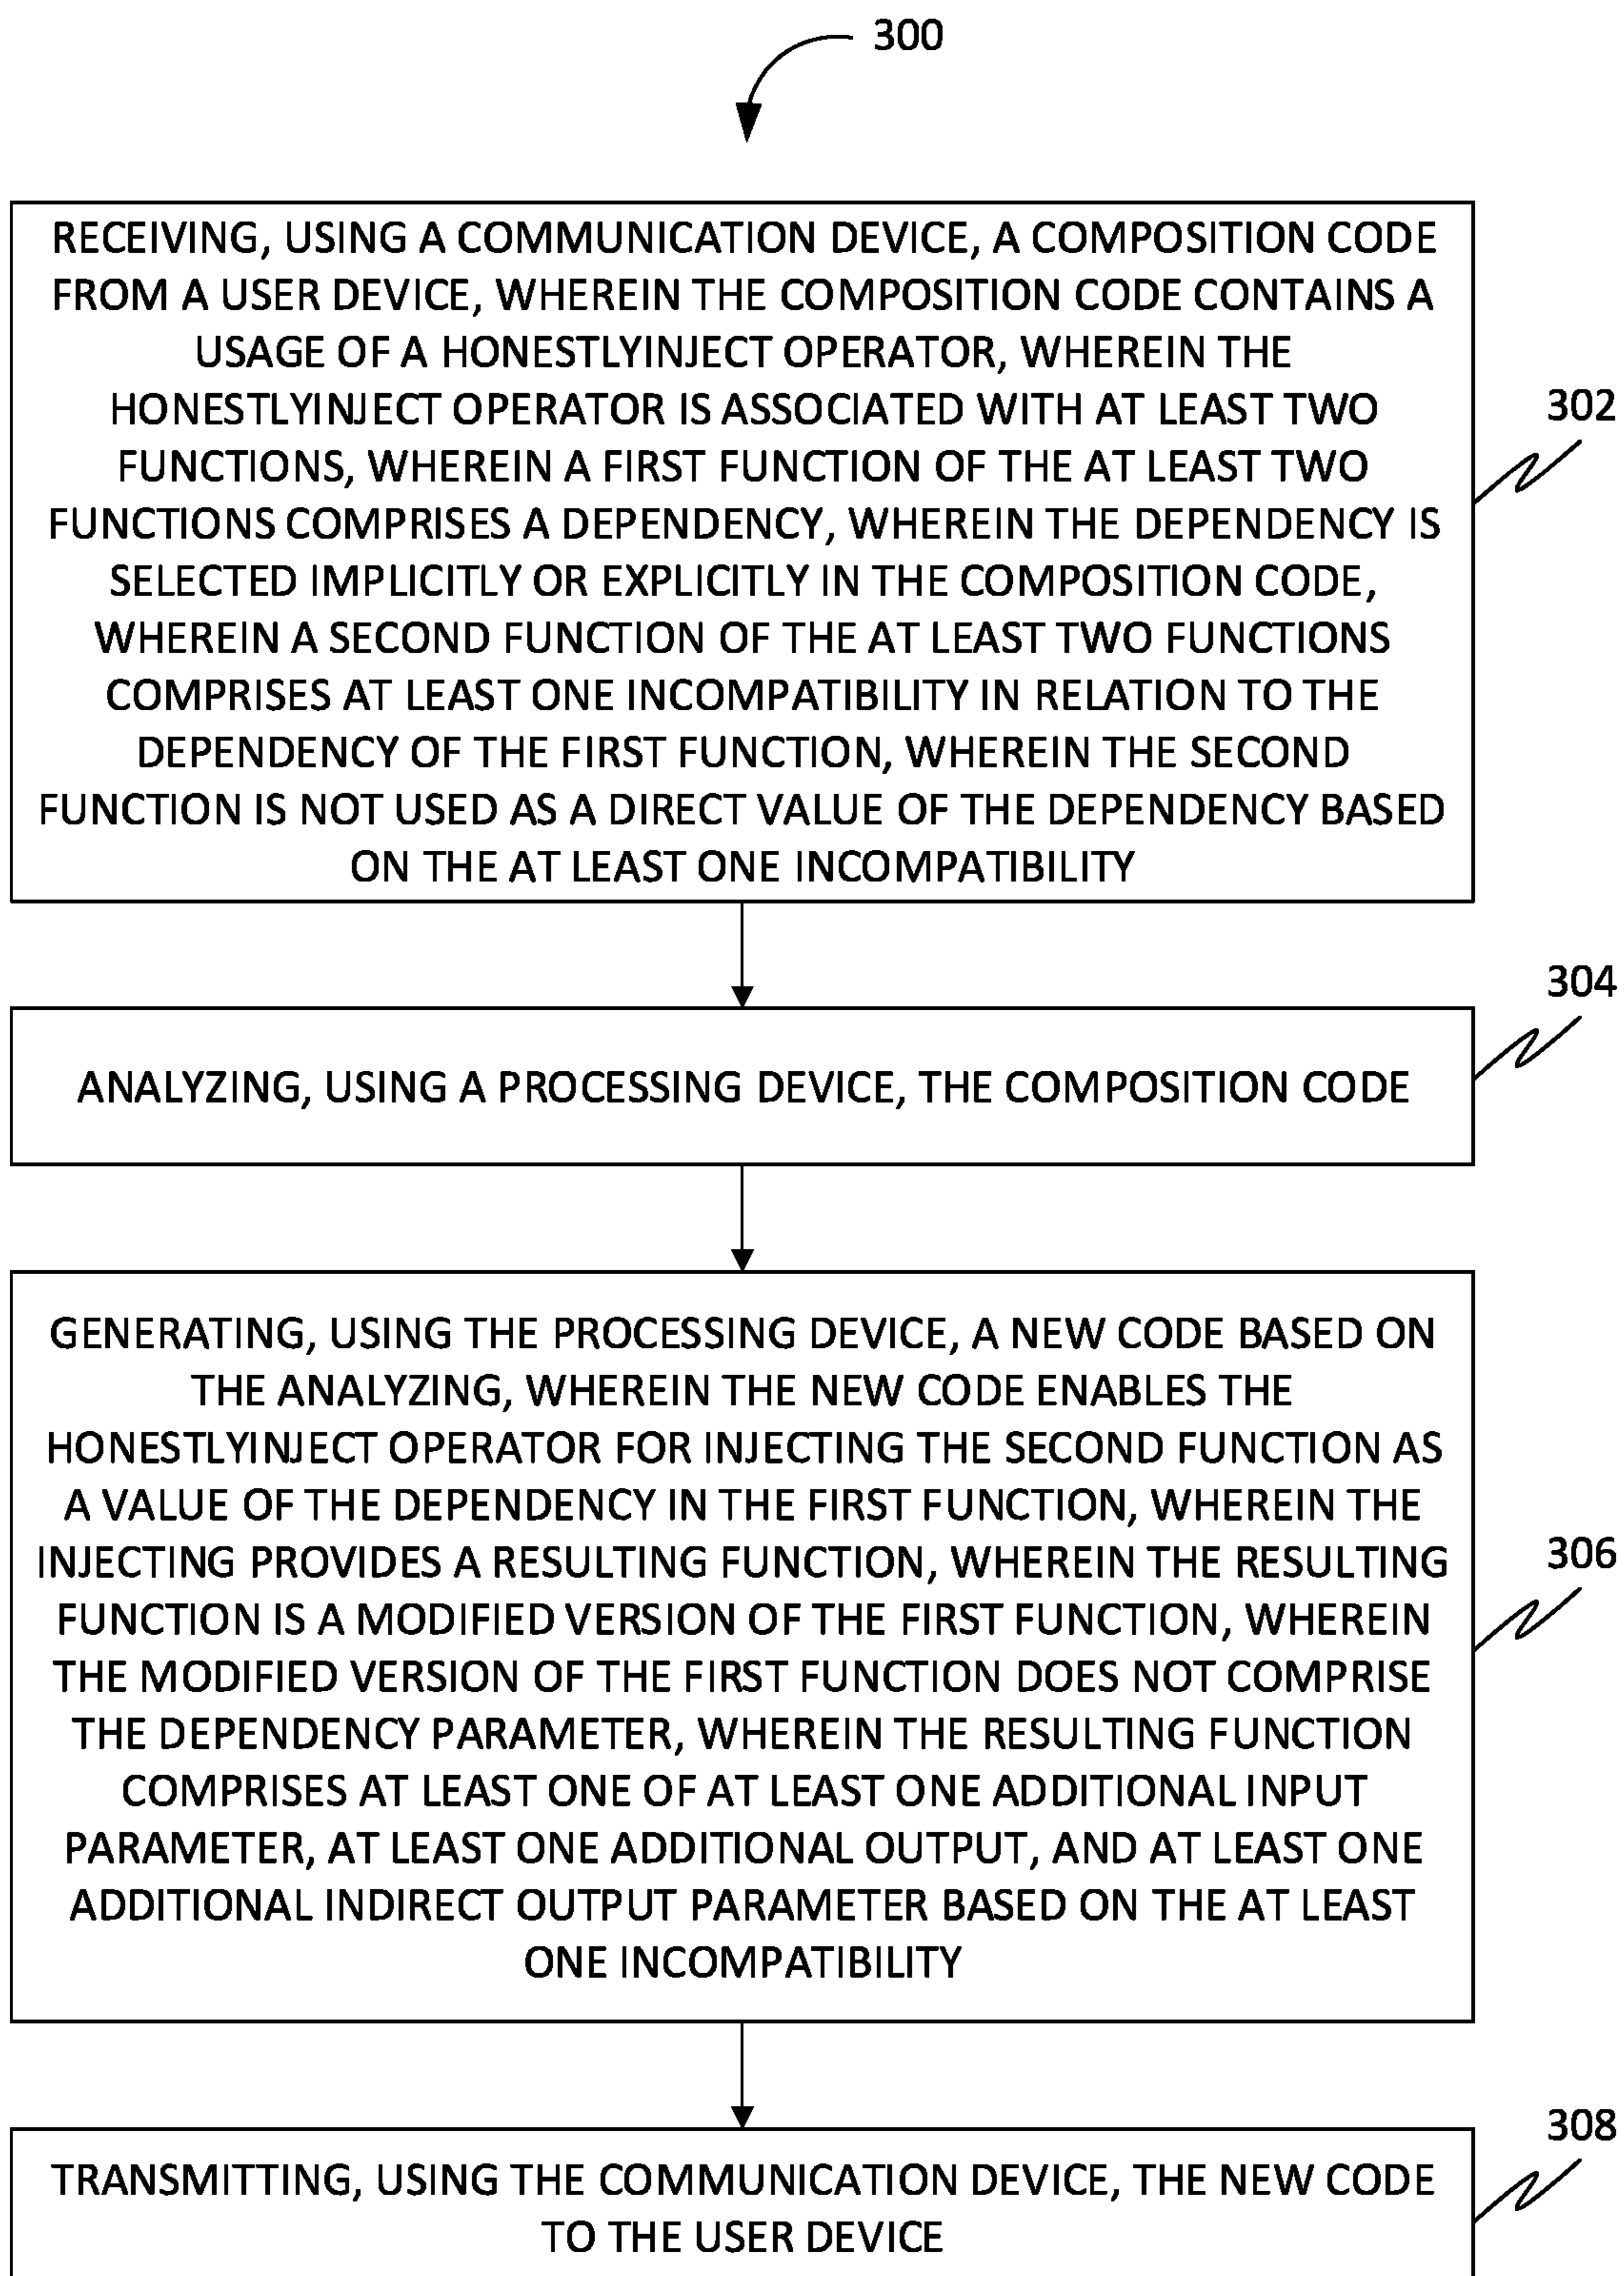 300
RECEIVING, USING A COMMUNICATION DEVICE, A COMPOSITION CODE
FROM A USER DEVICE, WHEREIN THE COMPOSITION CODE CONTAINS A
USAGE OF A HONESTLYINJECT OPERATOR, WHEREIN THE
HONESTLYINJECT OPERATOR IS ASSOCIATED WITH AT LEAST TWO
FUNCTIONS, WHEREIN A FIRST FUNCTION OF THE AT LEAST TWO
FUNCTIONS COMPRISES A DEPENDENCY, WHEREIN THE DEPENDENCY IS
SELECTED IMPLICITLY OR EXPLICITLY IN THE COMPOSITION CODE,
WHEREIN A SECOND FUNCTION OF THE AT LEAST TWO FUNCTIONS
COMPRISES AT LEAST ONE INCOMPATIBILITY IN RELATION TO THE
DEPENDENCY OF THE FIRST FUNCTION, WHEREIN THE SECOND
FUNCTION IS NOT USED AS A DIRECT VALUE OF THE DEPENDENCY BASED
ON THE AT LEAST ONE INCOMPATIBILITY
302
ANALYZING, USING A PROCESSING DEVICE, THE COMPOSITION CODE
304
GENERATING, USING THE PROCESSING DEVICE, A NEW CODE BASED ON
THE ANALYZING, WHEREIN THE NEW CODE ENABLES THE
HONESTLYINJECT OPERATOR FOR INJECTING THE SECOND FUNCTION AS
A VALUE OF THE DEPENDENCY IN THE FIRST FUNCTION, WHEREIN THE
INJECTING PROVIDES A RESULTING FUNCTION, WHEREIN THE RESULTING
FUNCTION IS A MODIFIED VERSION OF THE FIRST FUNCTION, WHEREIN
THE MODIFIED VERSION OF THE FIRST FUNCTION DOES NOT COMPRISE
THE DEPENDENCY PARAMETER, WHEREIN THE RESULTING FUNCTION
COMPRISES AT LEAST ONE OF AT LEAST ONE ADDITIONAL INPUT
PARAMETER, AT LEAST ONE ADDITIONAL OUTPUT, AND AT LEAST ONE
ADDITIONAL INDIRECT OUTPUT PARAMETER BASED ON THE AT LEAST
ONE INCOMPATIBILITY
306
TRANSMITTING, USING THE COMMUNICATION DEVICE, THE NEW CODE
TO THE USER DEVICE
308